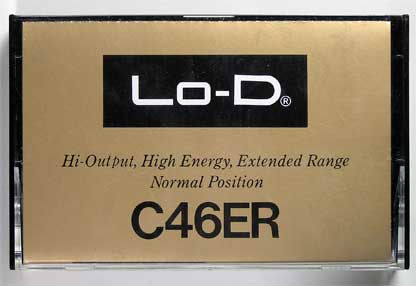 Lo-D®
Hi-Output, High Energy, Extended Range
Normal Position
C46ER